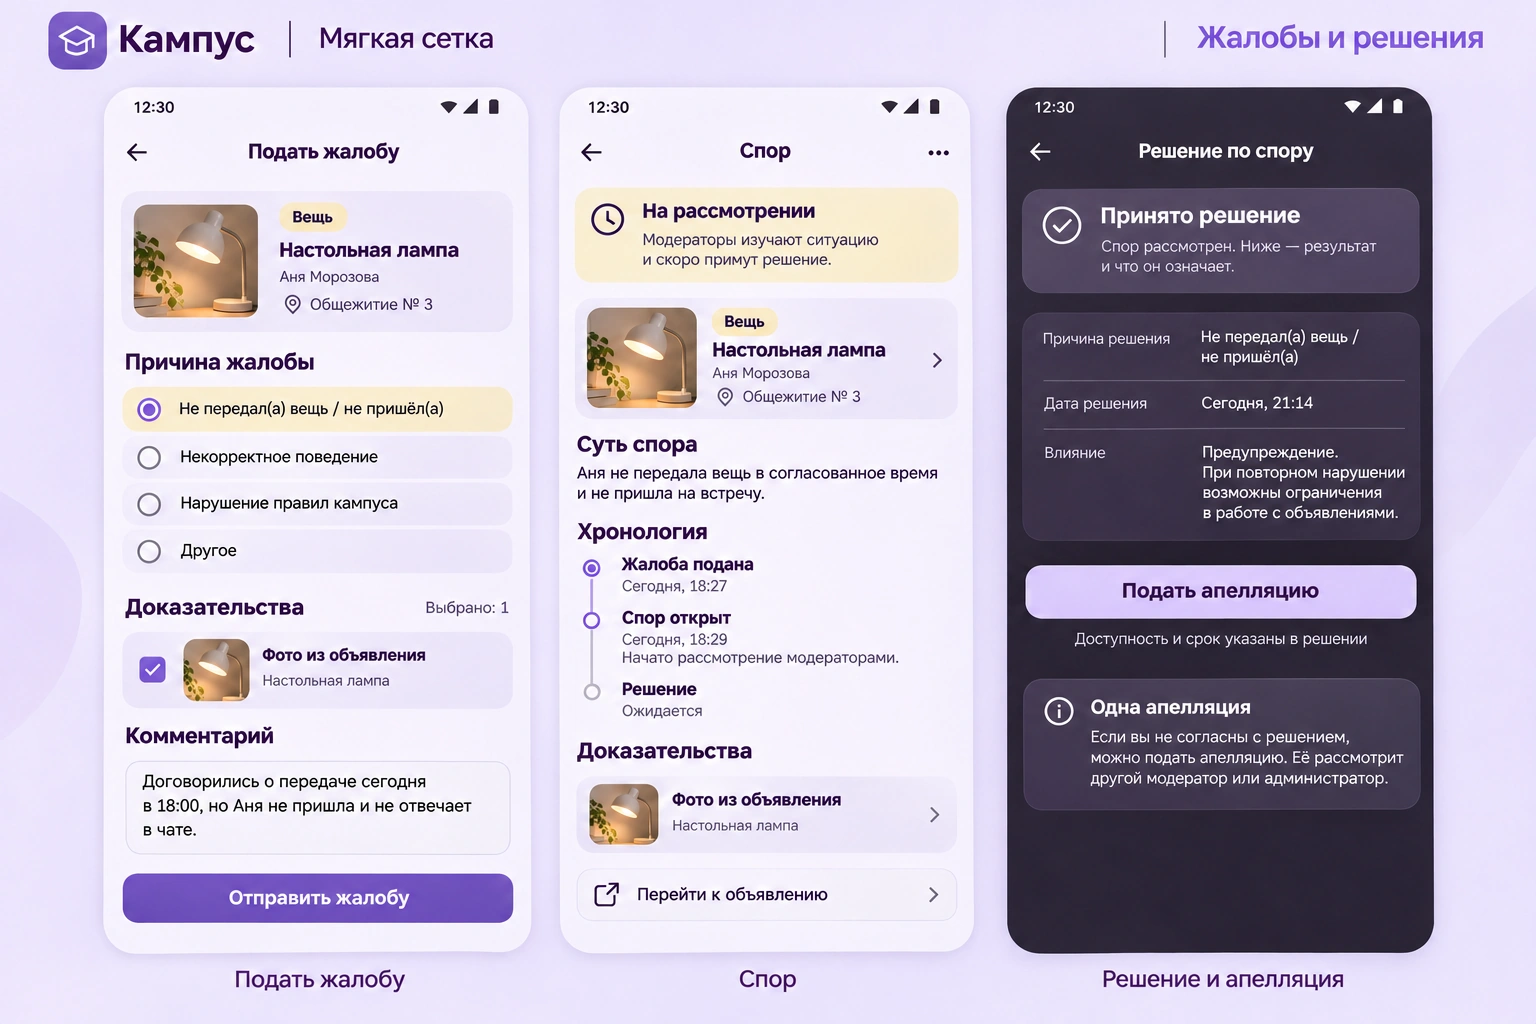 Кампус
Мягкая сетка
Жалобы и решения
12:30
Подать жалобу
Вещь
Настольная лампа
Аня Морозова
Общежитие № 3
Причина жалобы
Не передал(а) вещь / не пришёл(а)
Некорректное поведение
Нарушение правил кампуса
Другое
Доказательства
Выбрано: 1
Фото из объявления
Настольная лампа
Комментарий
Договорились о передаче сегодня
в 18:00, но Аня не пришла и не отвечает
в чате.
Отправить жалобу
Подать жалобу
12:30
Спор
На рассмотрении
Модераторы изучают ситуацию
и скоро примут решение.
Вещь
Настольная лампа
Аня Морозова
Общежитие № 3
Суть спора
Аня не передала вещь в согласованное время
и не пришла на встречу.
Хронология
Жалоба подана
Сегодня, 18:27
Спор открыт
Сегодня, 18:29
Начато рассмотрение модераторами.
Решение
Ожидается
Доказательства
Фото из объявления
Настольная лампа
Перейти к объявлению
Спор
12:30
Решение по спору
Принято решение
Спор рассмотрен. Ниже — результат
и что он означает.
Причина решения
Не передал(а) вещь /
не пришёл(а)
Дата решения
Сегодня, 21:14
Влияние
Предупреждение.
При повторном нарушении
возможны ограничения
в работе с объявлениями.
Подать апелляцию
Доступность и срок указаны в решении
Одна апелляция
Если вы не согласны с решением,
можно подать апелляцию. Её рассмотрит
другой модератор или администратор.
Решение и апелляция